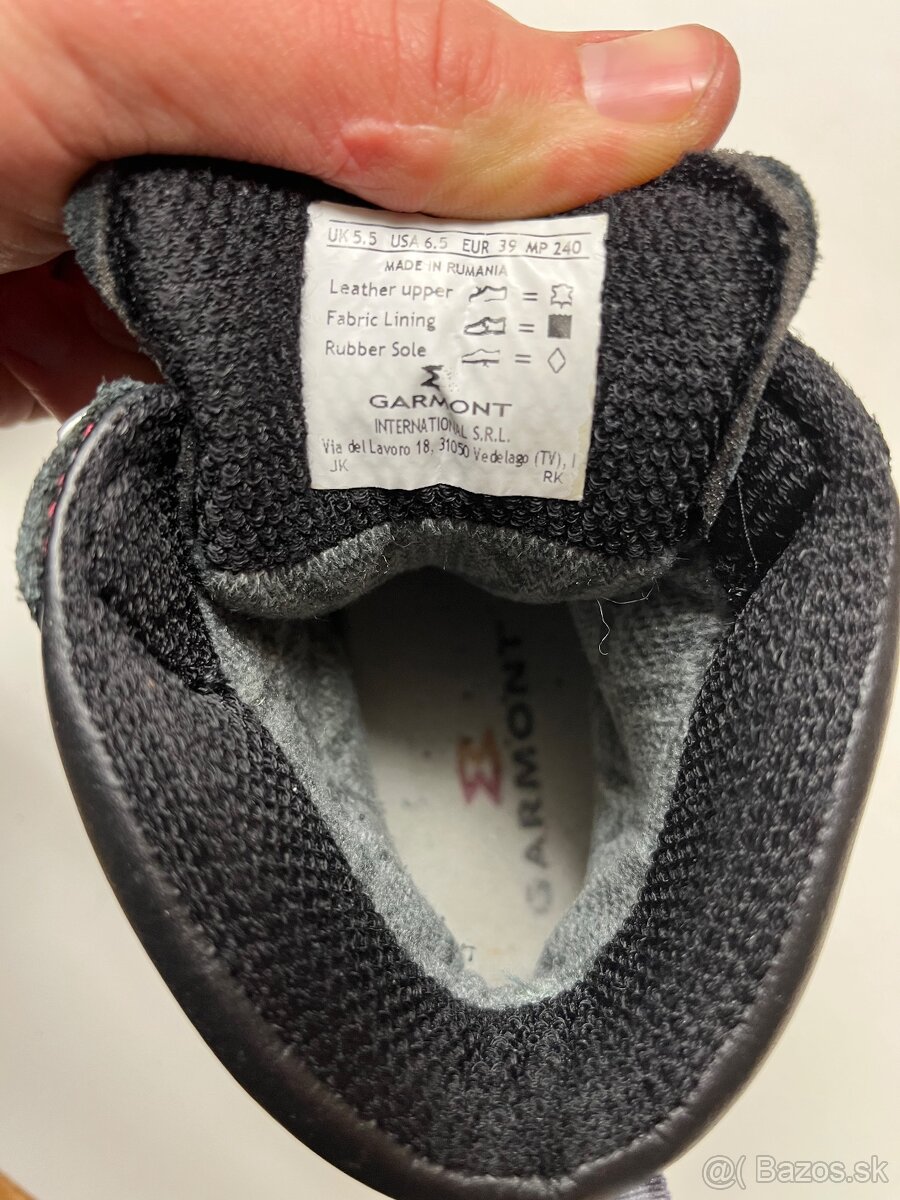 UK 5.5 USA 6.5 EUR 39 MP 240
MADE IN RUMANIA
Leather upper =
Fabric Lining =
Rubber Sole =
GARMONT
INTERNATIONAL S.R.L.
Via del Lavoro 18, 31050 Vedelago (TV), I
JK RK
GARMONT
@( Bazos.sk